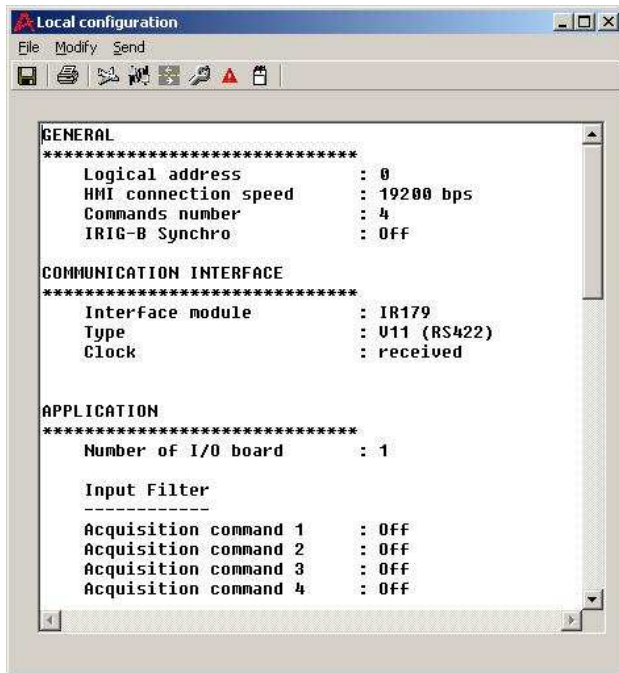 Local configuration
File Modify Send
GENERAL
******************************
Logical address : 0
HMI connection speed : 19200 bps
Commands number : 4
IRIG-B Synchro : Off
COMMUNICATION INTERFACE
******************************
Interface module : IR179
Type : V11 (RS422)
Clock : received
APPLICATION
******************************
Number of I/O board : 1
Input Filter
------------
Acquisition command 1 : Off
Acquisition command 2 : Off
Acquisition command 3 : Off
Acquisition command 4 : Off